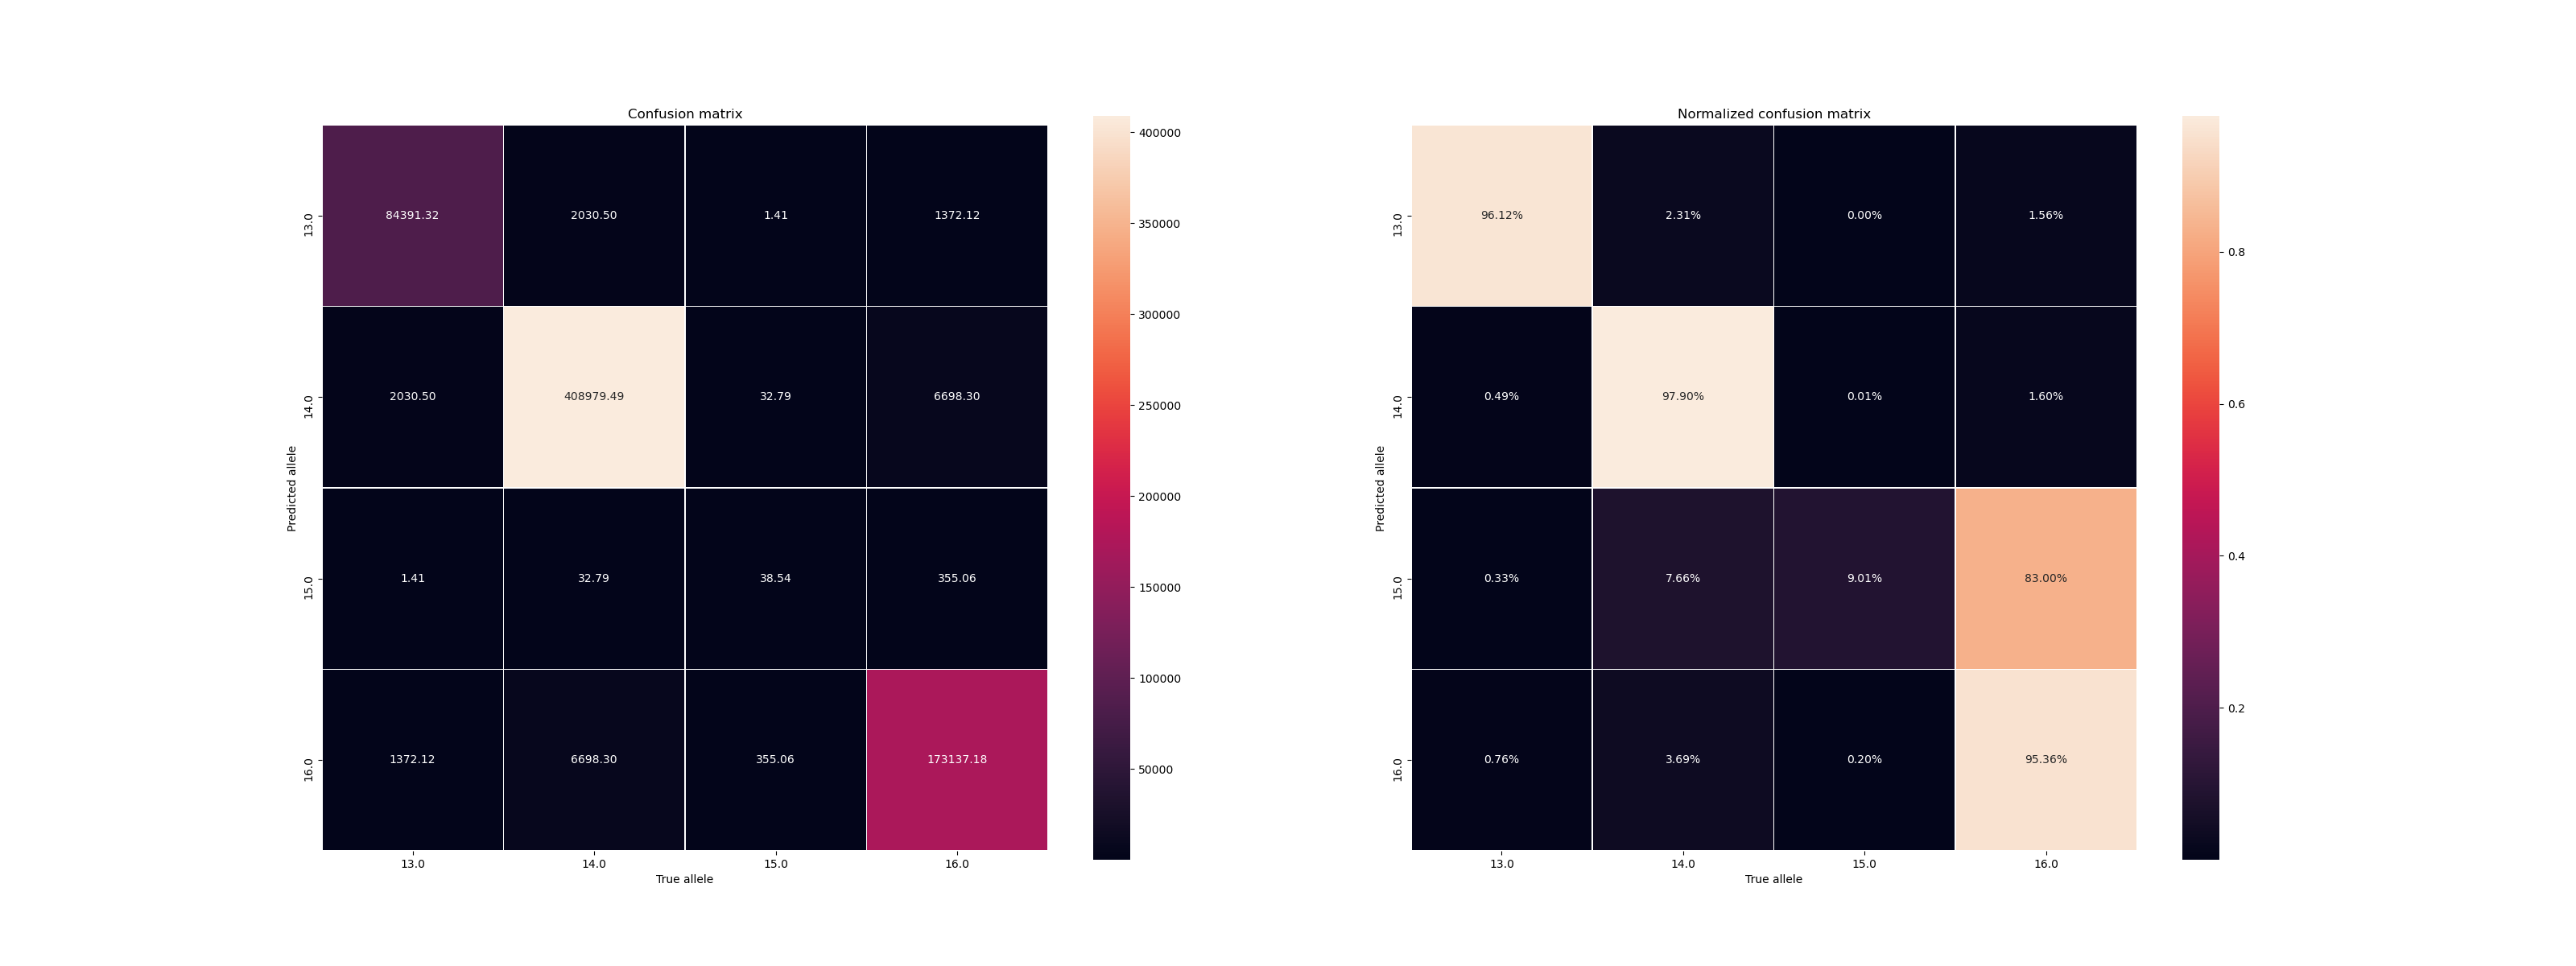 Confusion matrix
84391.32 2030.50 1.41 1372.12
2030.50 408979.49 32.79 6698.30
1.41 32.79 38.54 355.06
1372.12 6698.30 355.06 173137.18
13.0
14.0
15.0
16.0
Predicted allele
13.0 14.0 15.0 16.0
True allele
400000
350000
300000
250000
200000
150000
100000
50000
Normalized confusion matrix
96.12% 2.31% 0.00% 1.56%
0.49% 97.90% 0.01% 1.60%
0.33% 7.66% 9.01% 83.00%
0.76% 3.69% 0.20% 95.36%
13.0
14.0
15.0
16.0
Predicted allele
13.0 14.0 15.0 16.0
True allele
0.8
0.6
0.4
0.2